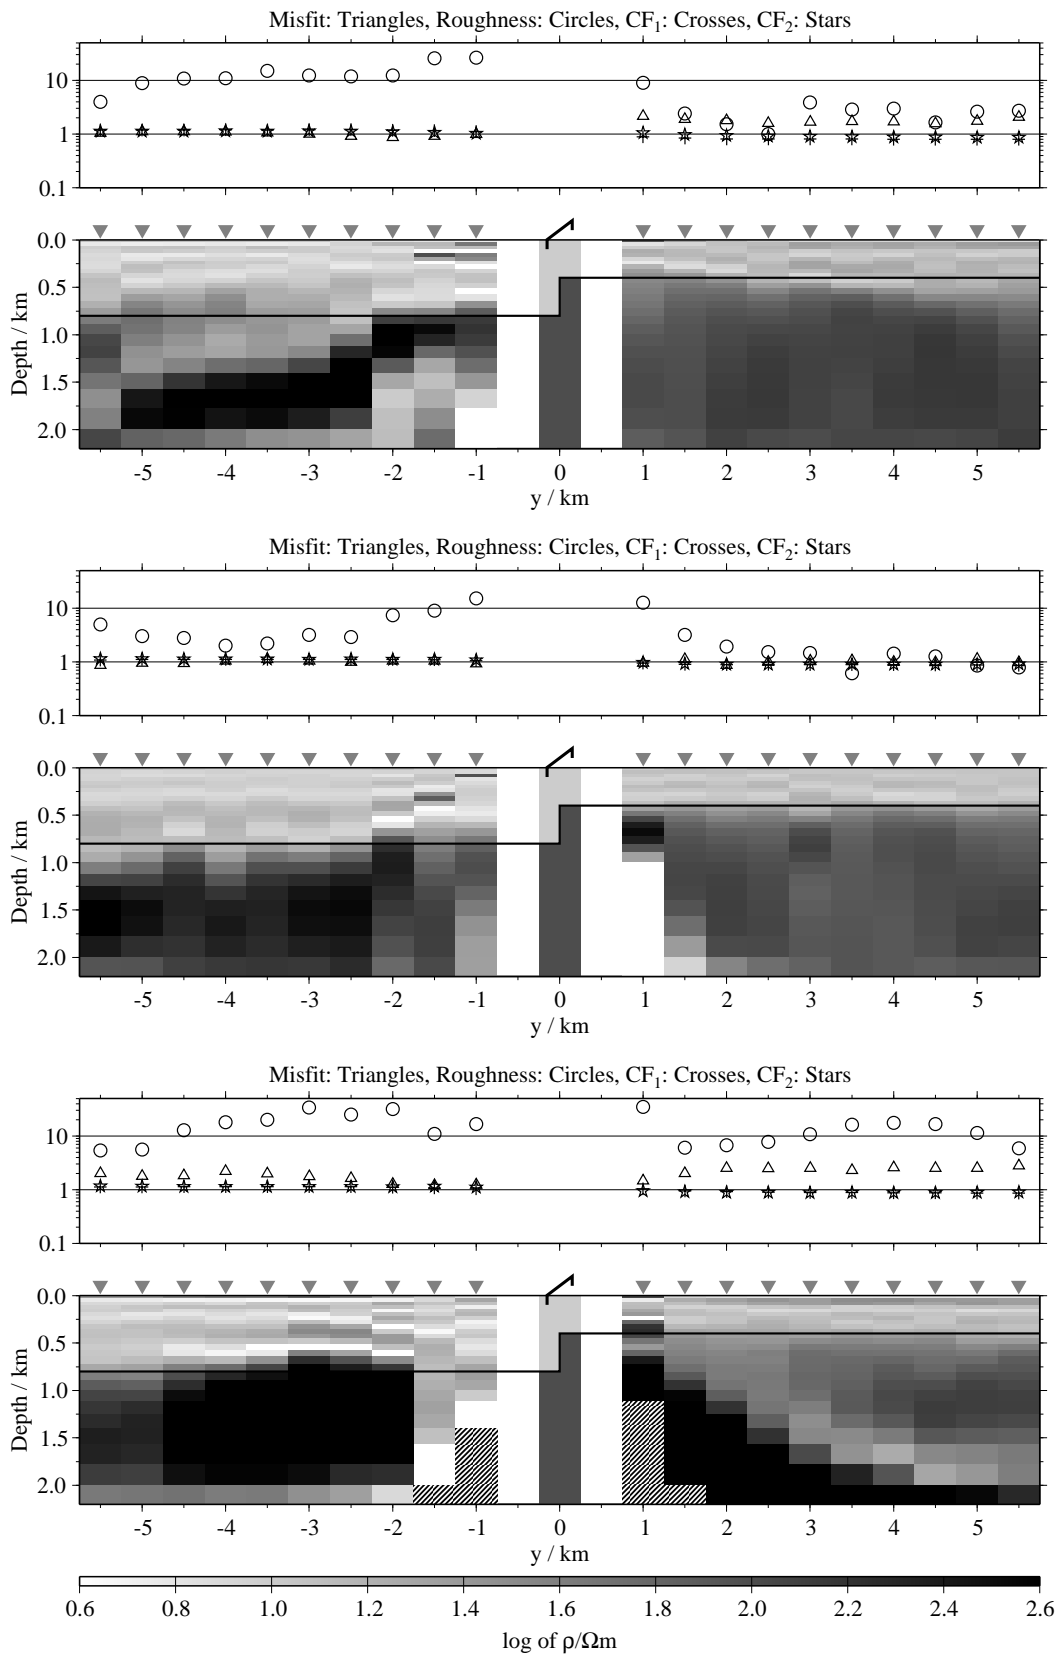 Misfit: Triangles, Roughness: Circles, CF1: Crosses, CF2: Stars
10
1
0.1
0.0
0.5
1.0
1.5
2.0
Depth / km
-5 -4 -3 -2 -1 0 1 2 3 4 5
y / km
Misfit: Triangles, Roughness: Circles, CF1: Crosses, CF2: Stars
10
1
0.1
0.0
0.5
1.0
1.5
2.0
Depth / km
-5 -4 -3 -2 -1 0 1 2 3 4 5
y / km
Misfit: Triangles, Roughness: Circles, CF1: Crosses, CF2: Stars
10
1
0.1
0.0
0.5
1.0
1.5
2.0
Depth / km
-5 -4 -3 -2 -1 0 1 2 3 4 5
y / km
0.6 0.8 1.0 1.2 1.4 1.6 1.8 2.0 2.2 2.4 2.6
log of ρ/Ωm